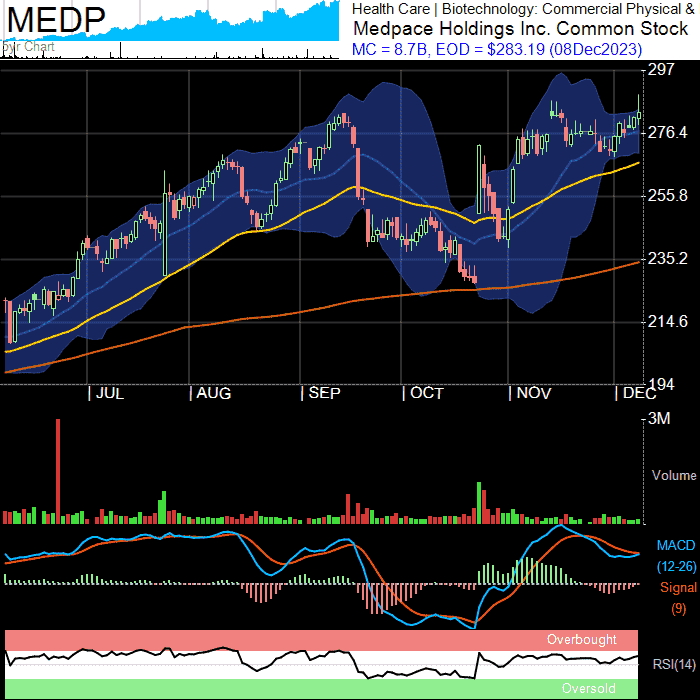 MEDP
Health Care | Biotechnology: Commercial Physical &
Medpace Holdings Inc. Common Stock
MC = 8.7B, EOD = $283.19 (08Dec2023)
yr Chart
297
276.4
255.8
235.2
214.6
194
| JUL | AUG | SEP | OCT | NOV | DEC
3M
Volume
MACD
(12-26)
Signal
(9)
Overbought
RSI(14)
Oversold